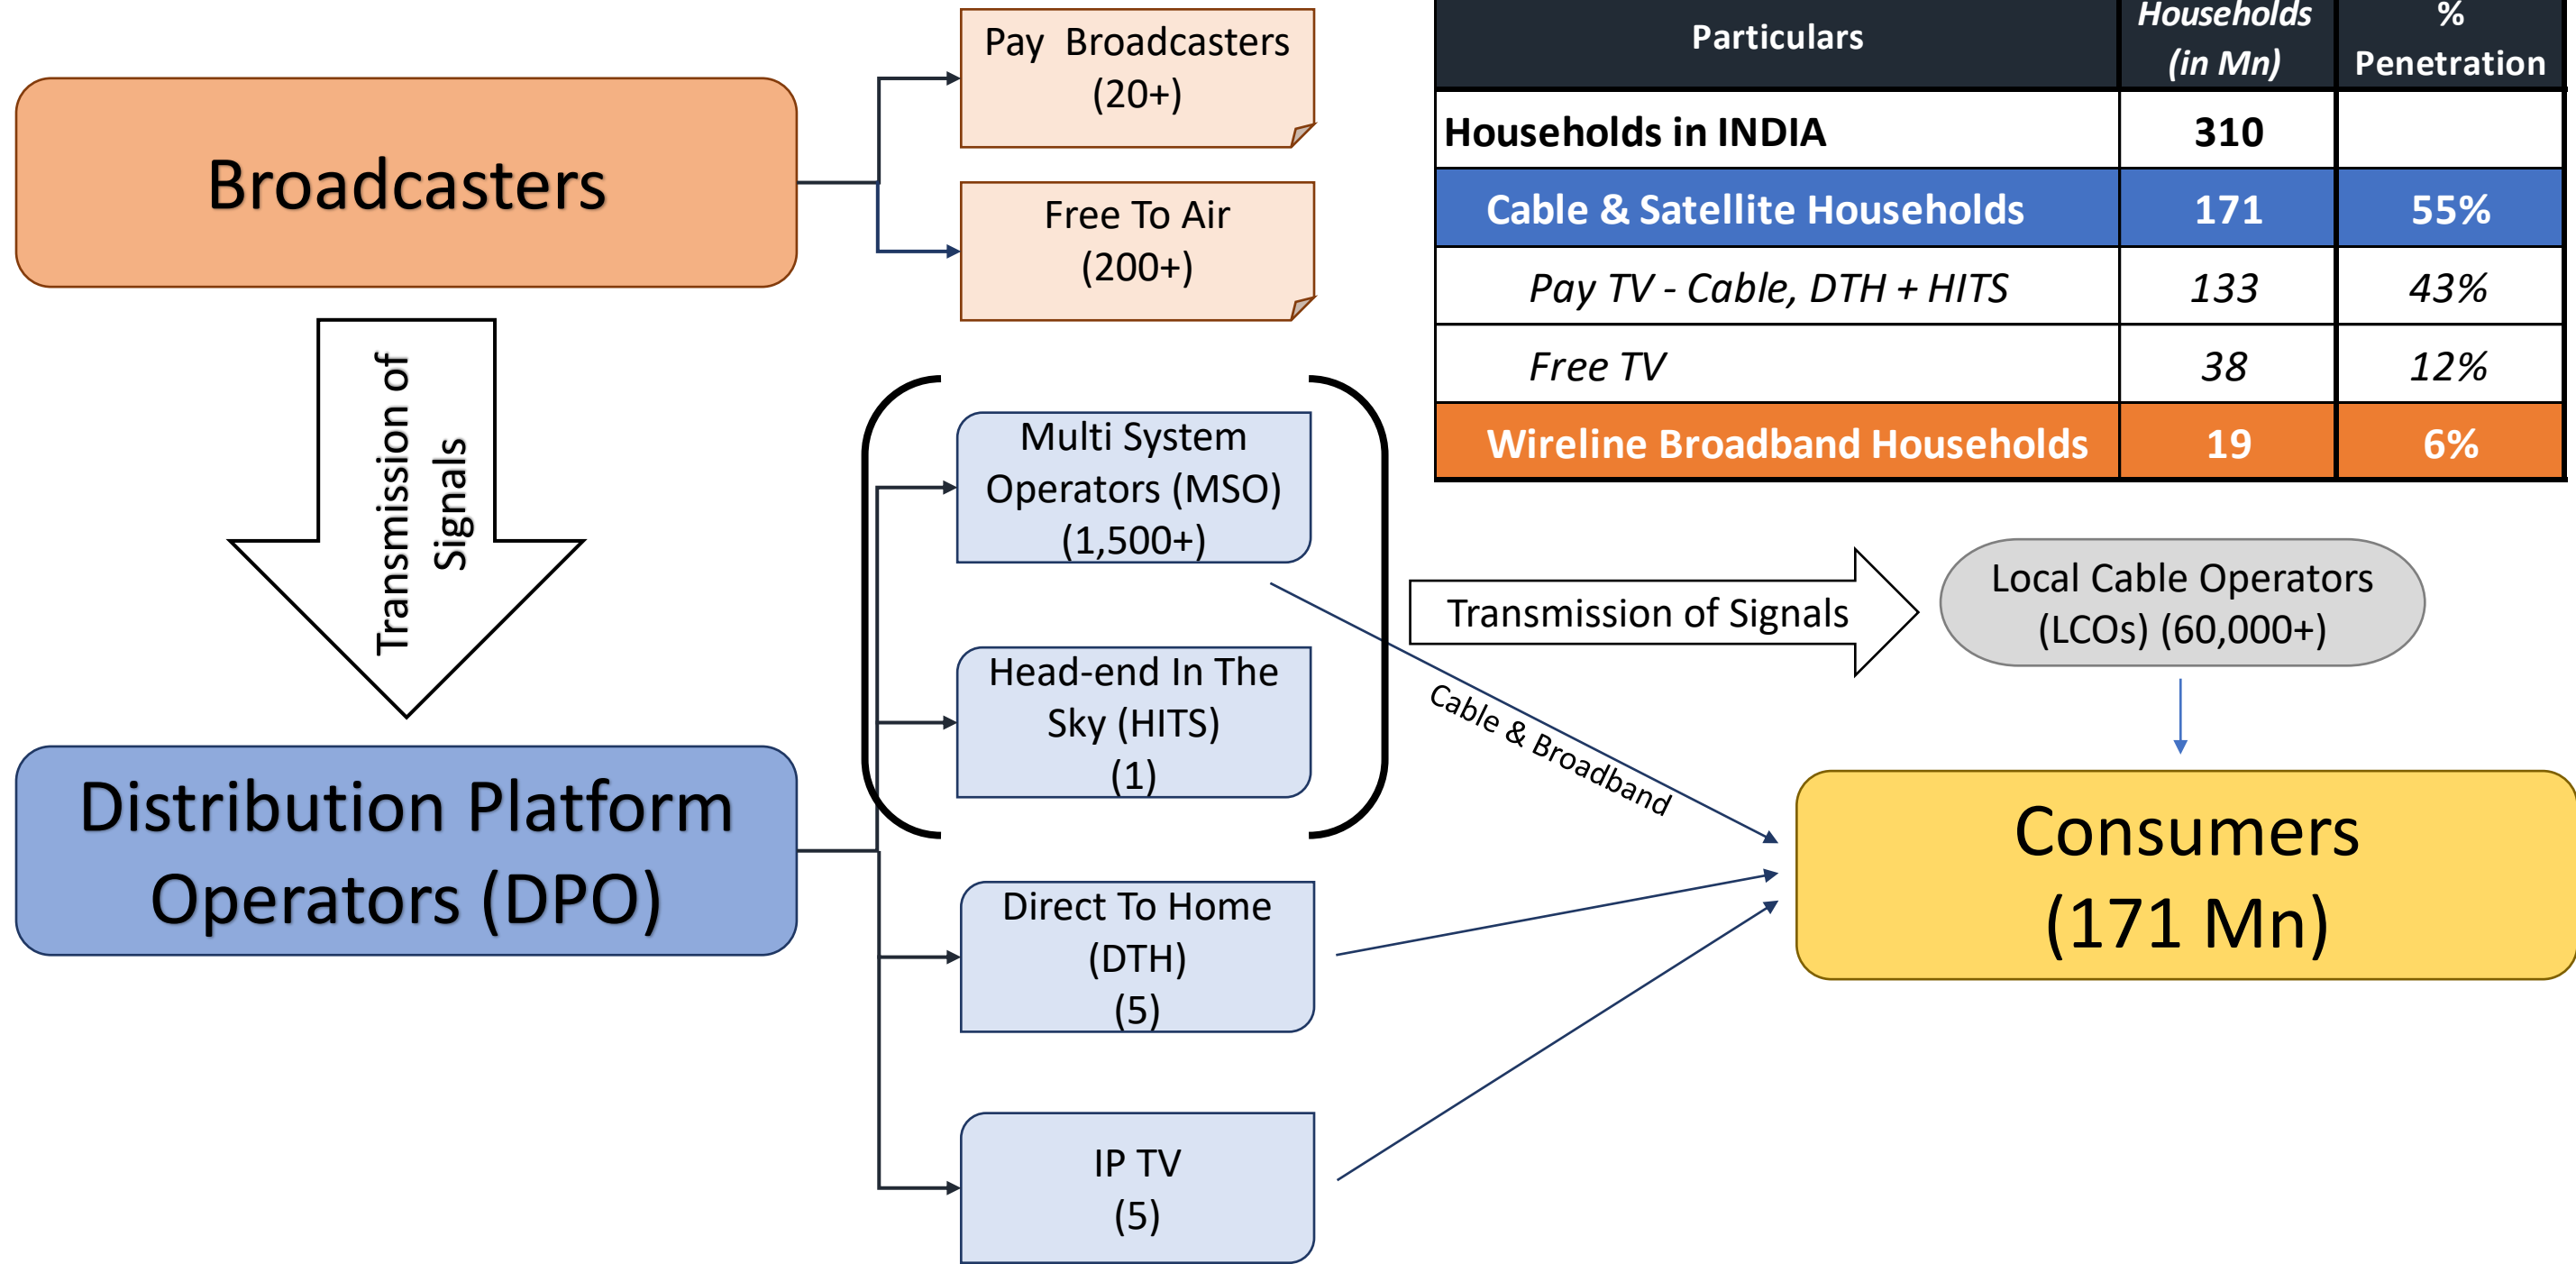 Broadcasters
Pay Broadcasters
(20+)
Free To Air
(200+)
Particulars Households (in Mn) % Penetration
Households in INDIA 310
Cable & Satellite Households 171 55%
Pay TV - Cable, DTH + HITS 133 43%
Free TV 38 12%
Wireline Broadband Households 19 6%
Transmission of
Signals
Distribution Platform
Operators (DPO)
Multi System
Operators (MSO)
(1,500+)
Head-end In The
Sky (HITS)
(1)
Direct To Home
(DTH)
(5)
IP TV
(5)
Transmission of Signals
Local Cable Operators
(LCOs) (60,000+)
Cable & Broadband
Consumers
(171 Mn)